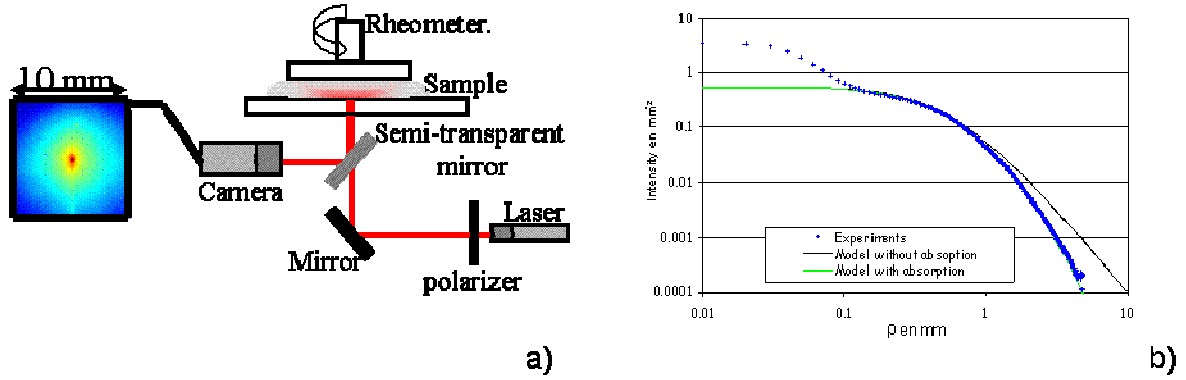 10 mm
Rheometer.
Sample
Semi-transparent
mirror
Camera
Laser
Mirror
polarizer
a)
10
1
0.1
0.01
0.001
0.0001
Intensity en mm²
Experiments
Model without absoption
Model with absorption
0.01
0.1
1
10
ρ en mm
b)